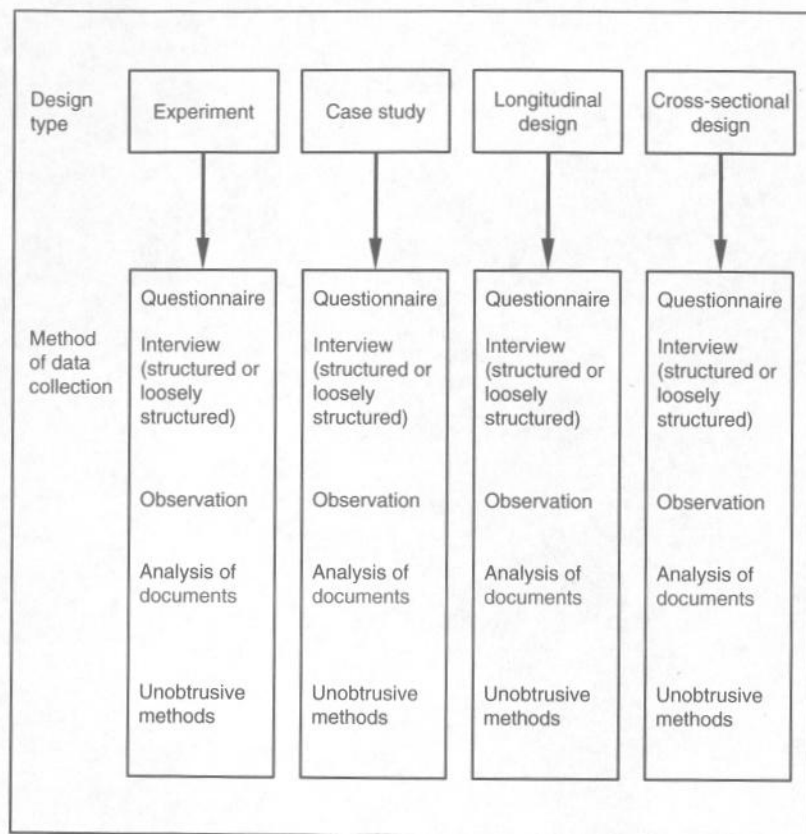 Design
type
Experiment
Case study
Longitudinal
design
Cross-sectional
design
Method
of data
collection
Questionnaire
Interview
(structured or
loosely
structured)
Observation
Analysis of
documents
Unobtrusive
methods
Questionnaire
Interview
(structured or
loosely
structured)
Observation
Analysis of
documents
Unobtrusive
methods
Questionnaire
Interview
(structured or
loosely
structured)
Observation
Analysis of
documents
Unobtrusive
methods
Questionnaire
Interview
(structured or
loosely
structured)
Observation
Analysis of
documents
Unobtrusive
methods